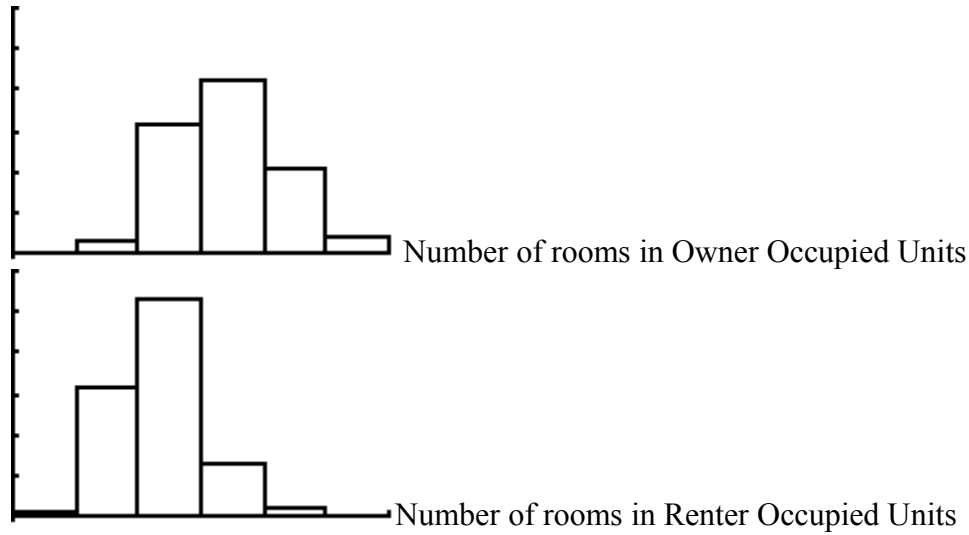 Number of rooms in Owner Occupied Units
Number of rooms in Renter Occupied Units